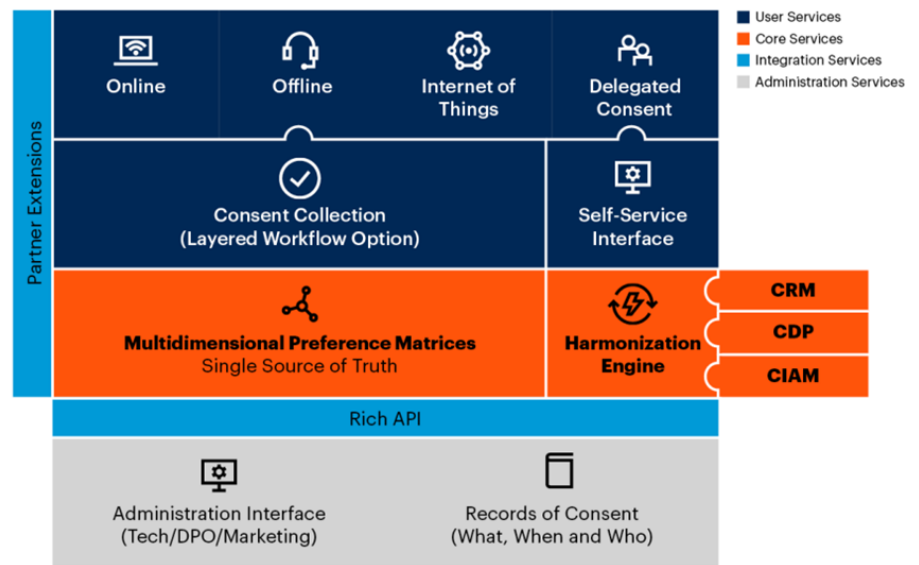 User Services
Core Services
Integration Services
Administration Services
Partner Extensions
Online
Offline
Internet of
Things
Delegated
Consent
Consent Collection
(Layered Workflow Option)
Self-Service
Interface
Multidimensional Preference Matrices
Single Source of Truth
Harmonization
Engine
CRM
CDP
CIAM
Rich API
Administration Interface
(Tech/DPO/Marketing)
Records of Consent
(What, When and Who)